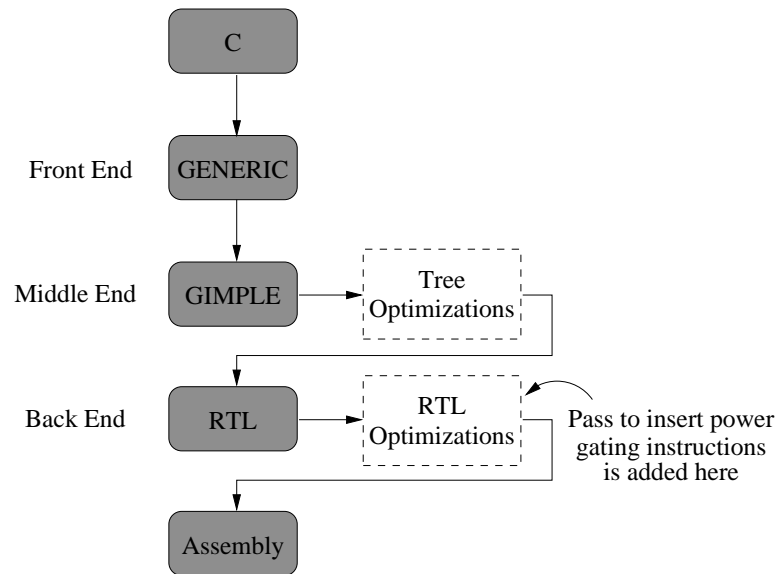 C
Front End
GENERIC
Middle End
GIMPLE
Tree
Optimizations
Back End
RTL
RTL
Optimizations
Pass to insert power
gating instructions
is added here
Assembly